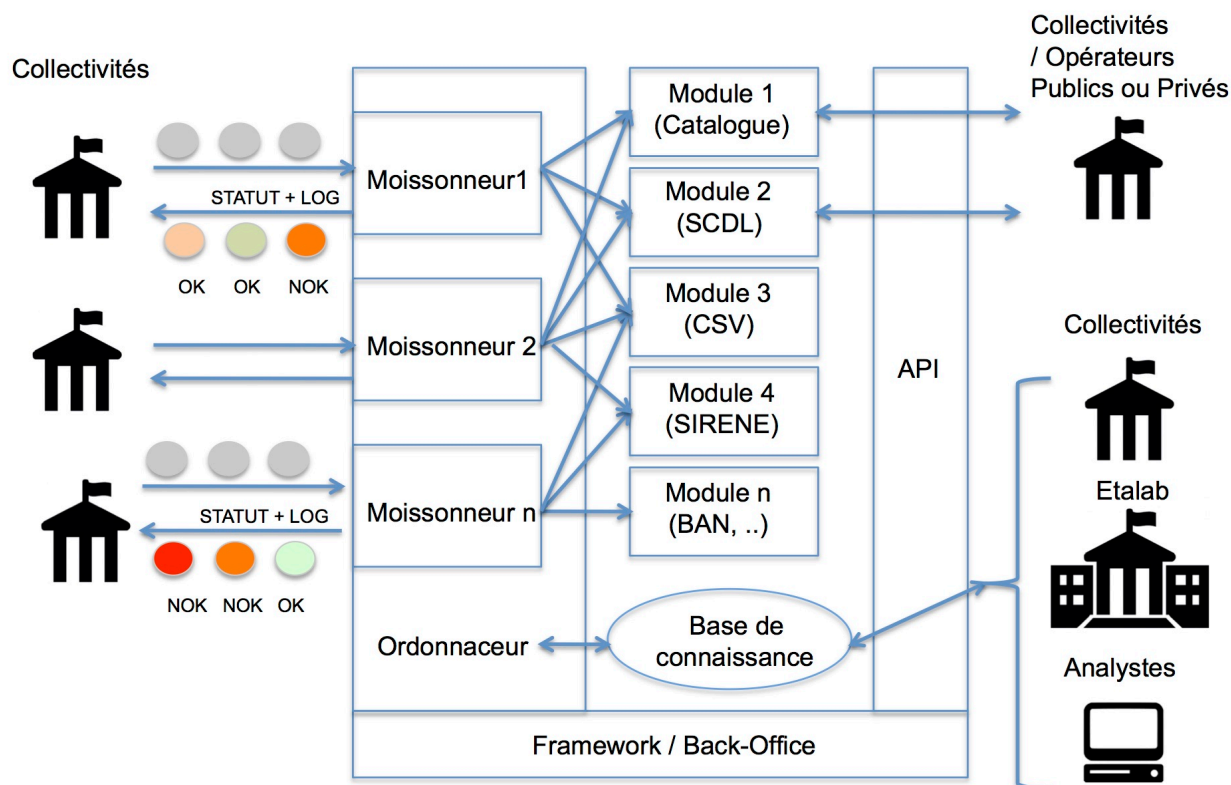 Collectivités
STATUT + LOG
OK
OK
NOK
STATUT + LOG
NOK
NOK
OK
Moissonneur1
Moissonneur 2
Moissonneur n
Ordonnaceur
Module 1
(Catalogue)
Module 2
(SCDL)
Module 3
(CSV)
Module 4
(SIRENE)
Module n
(BAN, ..)
Base de
connaissance
API
Framework / Back-Office
Collectivités
/ Opérateurs
Publics ou Privés
Collectivités
Etalab
Analystes